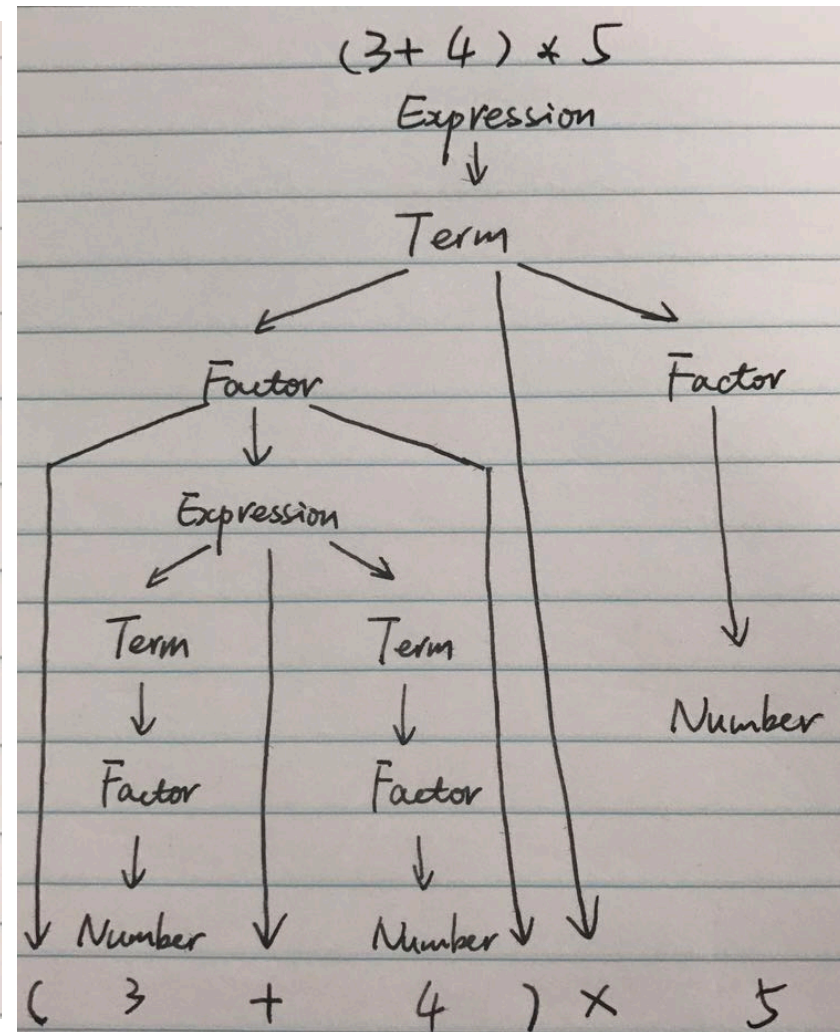 (3+4)*5
Expression
Term
Factor Factor
Expression
Term Term
Number
Factor Factor
Number Number
( 3 + 4 ) × 5